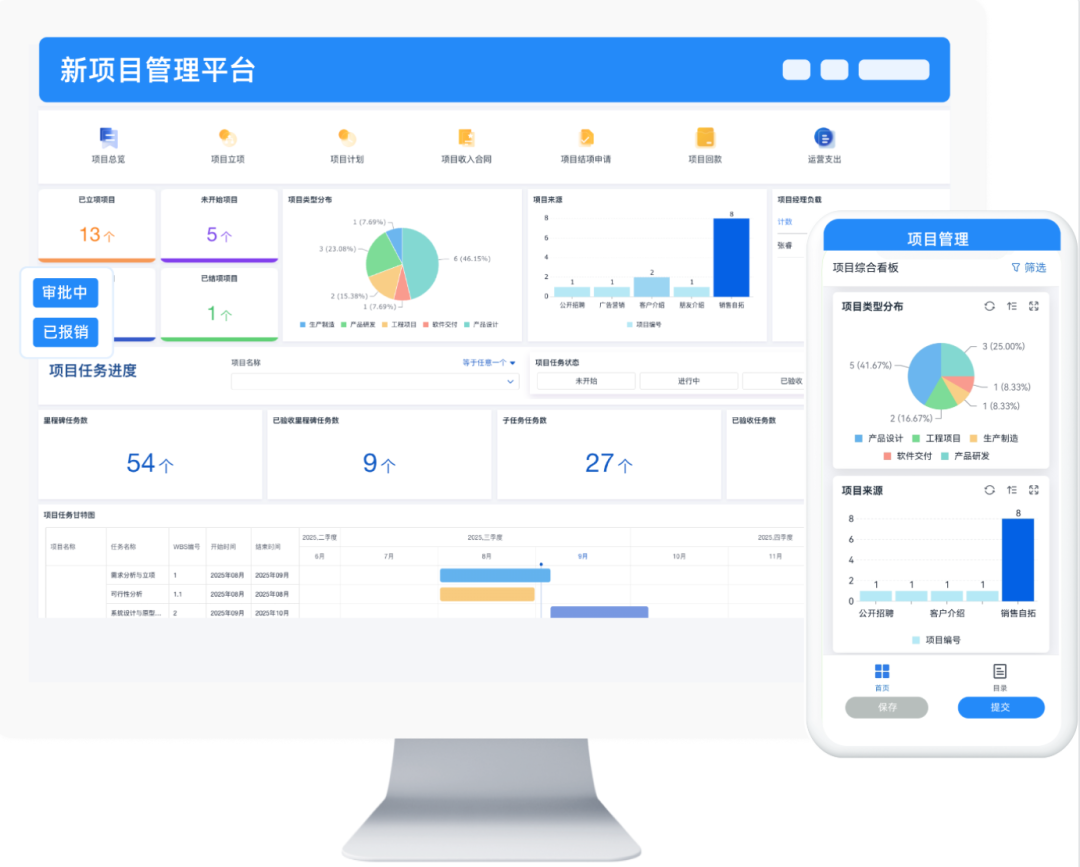 新项目管理平台
项目总览
项目立项
项目计划
项目收入合同
项目结项申请
项目回款
运营支出
已立项项目
13个
未开始项目
5个
审批中
已报销
已结项项目
1个
项目类型分布
1 (7.69%)
3 (23.08%)
6 (46.15%)
2 (15.38%)
1 (7.69%)
生产制造 产品研发 工程项目 软件交付 产品设计
项目来源
8
6
4
2
0
1 1 2 1 8
公开招聘 广告营销 客户介绍 朋友介绍 销售自拓
项目编号
项目经理负载
计数
张睿
项目任务进度
项目名称
等于任意一个
项目任务状态
未开始
进行中
已验收
里程碑任务数
54个
已验收里程碑任务数
9个
子任务任务数
27个
已验收任务数
项目任务甘特图
项目名称 任务名称 WBS编号 开始时间 结束时间
2025,二季度 2025,三季度 2025,四季度
6月 7月 8月 9月 10月 11月
需求分析与立项 1 2025年08月 2025年09月
可行性分析 1.1 2025年08月 2025年08月
系统设计与原型... 2 2025年09月 2025年10月
项目管理
项目综合看板
筛选
项目类型分布
3 (25.00%)
5 (41.67%)
1 (8.33%)
1 (8.33%)
2 (16.67%)
产品设计 工程项目 生产制造
软件交付 产品研发
项目来源
8
6
4
2
0
1 1 1 1 8
公开招聘 客户介绍 销售自拓
项目编号
首页
目录
保存
提交